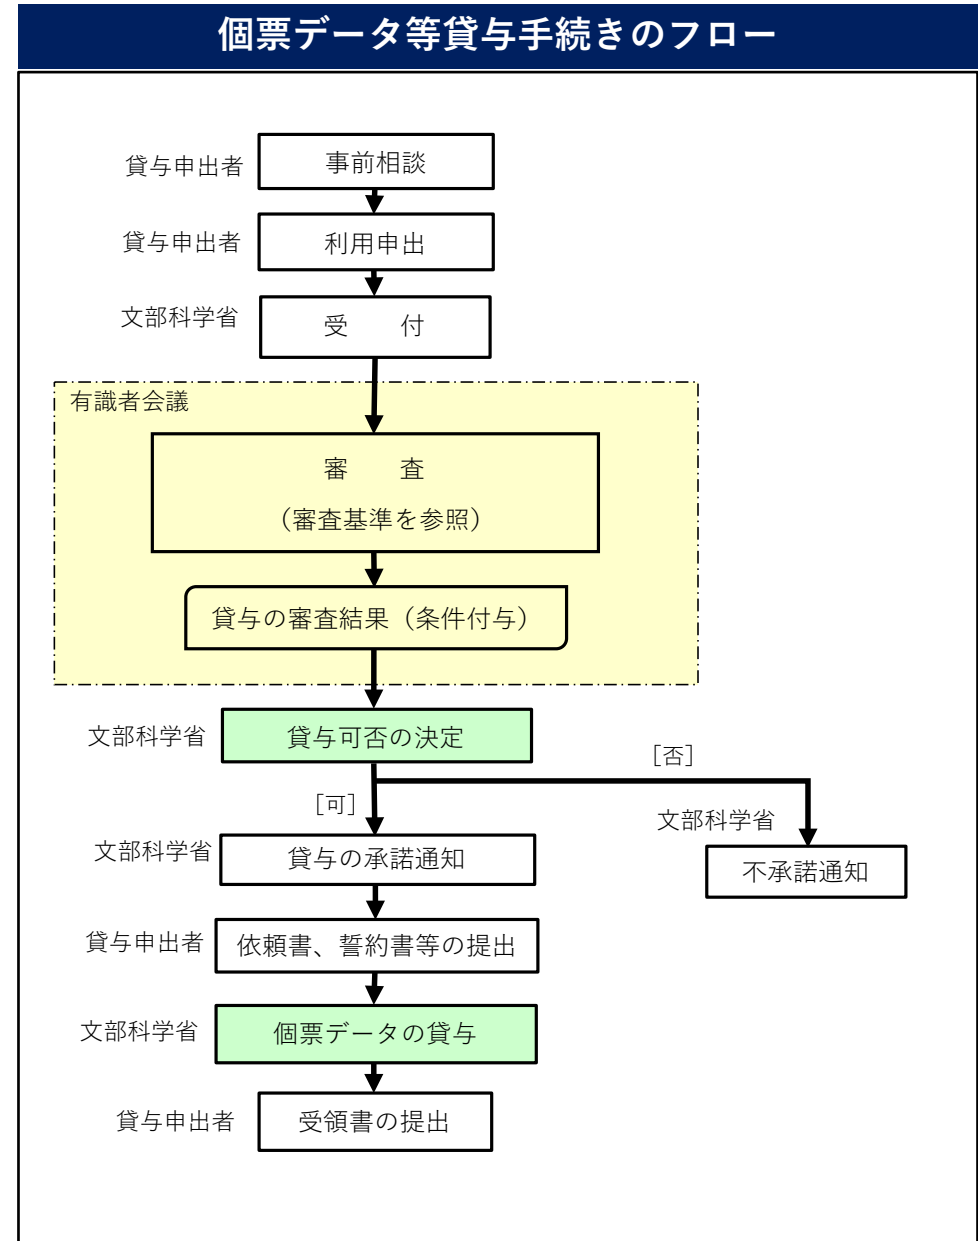 個票データ等貸与手続きのフロー
貸与申出者
事前相談
貸与申出者
利用申出
文部科学省
受　　付
有識者会議
審　　査
（審査基準を参照）
貸与の審査結果（条件付与）
文部科学省
貸与可否の決定
［否］
［可］
文部科学省
文部科学省
貸与の承諾通知
不承諾通知
貸与申出者
依頼書、誓約書等の提出
文部科学省
個票データの貸与
貸与申出者
受領書の提出